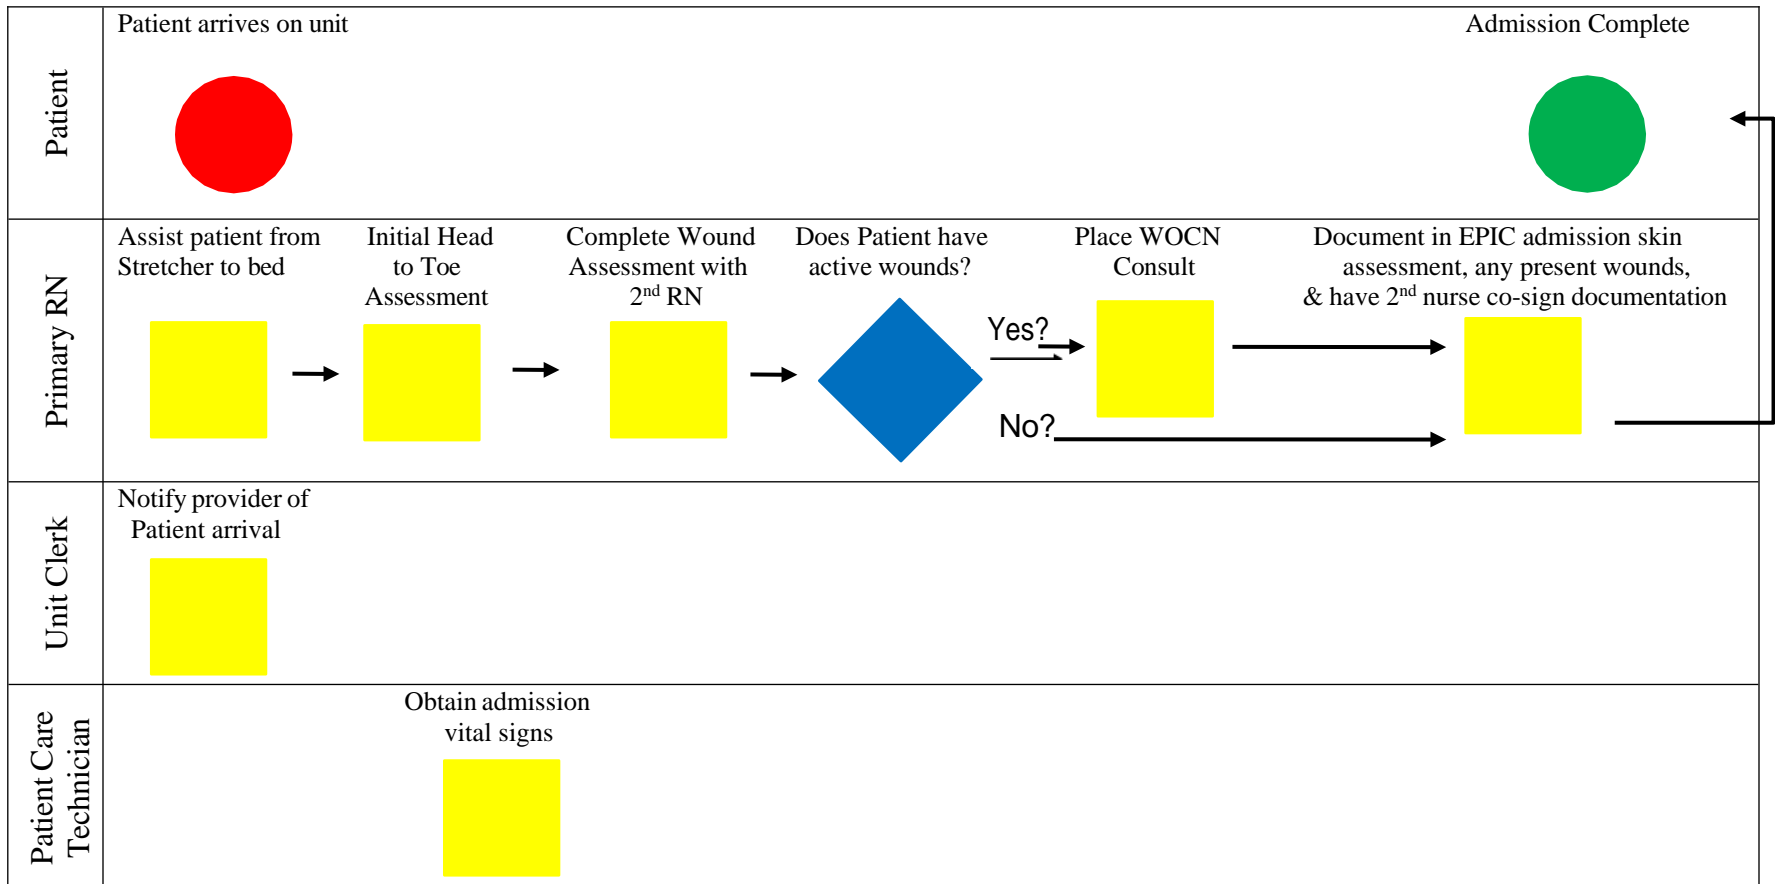 Patient
Patient arrives on unit
Admission Complete
Primary RN
Assist patient from
Stretcher to bed
Initial Head
to Toe
Assessment
Complete Wound
Assessment with
2nd RN
Does Patient have
active wounds?
Yes?
No?
Place WOCN
Consult
Document in EPIC admission skin
assessment, any present wounds,
& have 2nd nurse co-sign documentation
Unit Clerk
Notify provider of
Patient arrival
Patient Care
Technician
Obtain admission
vital signs